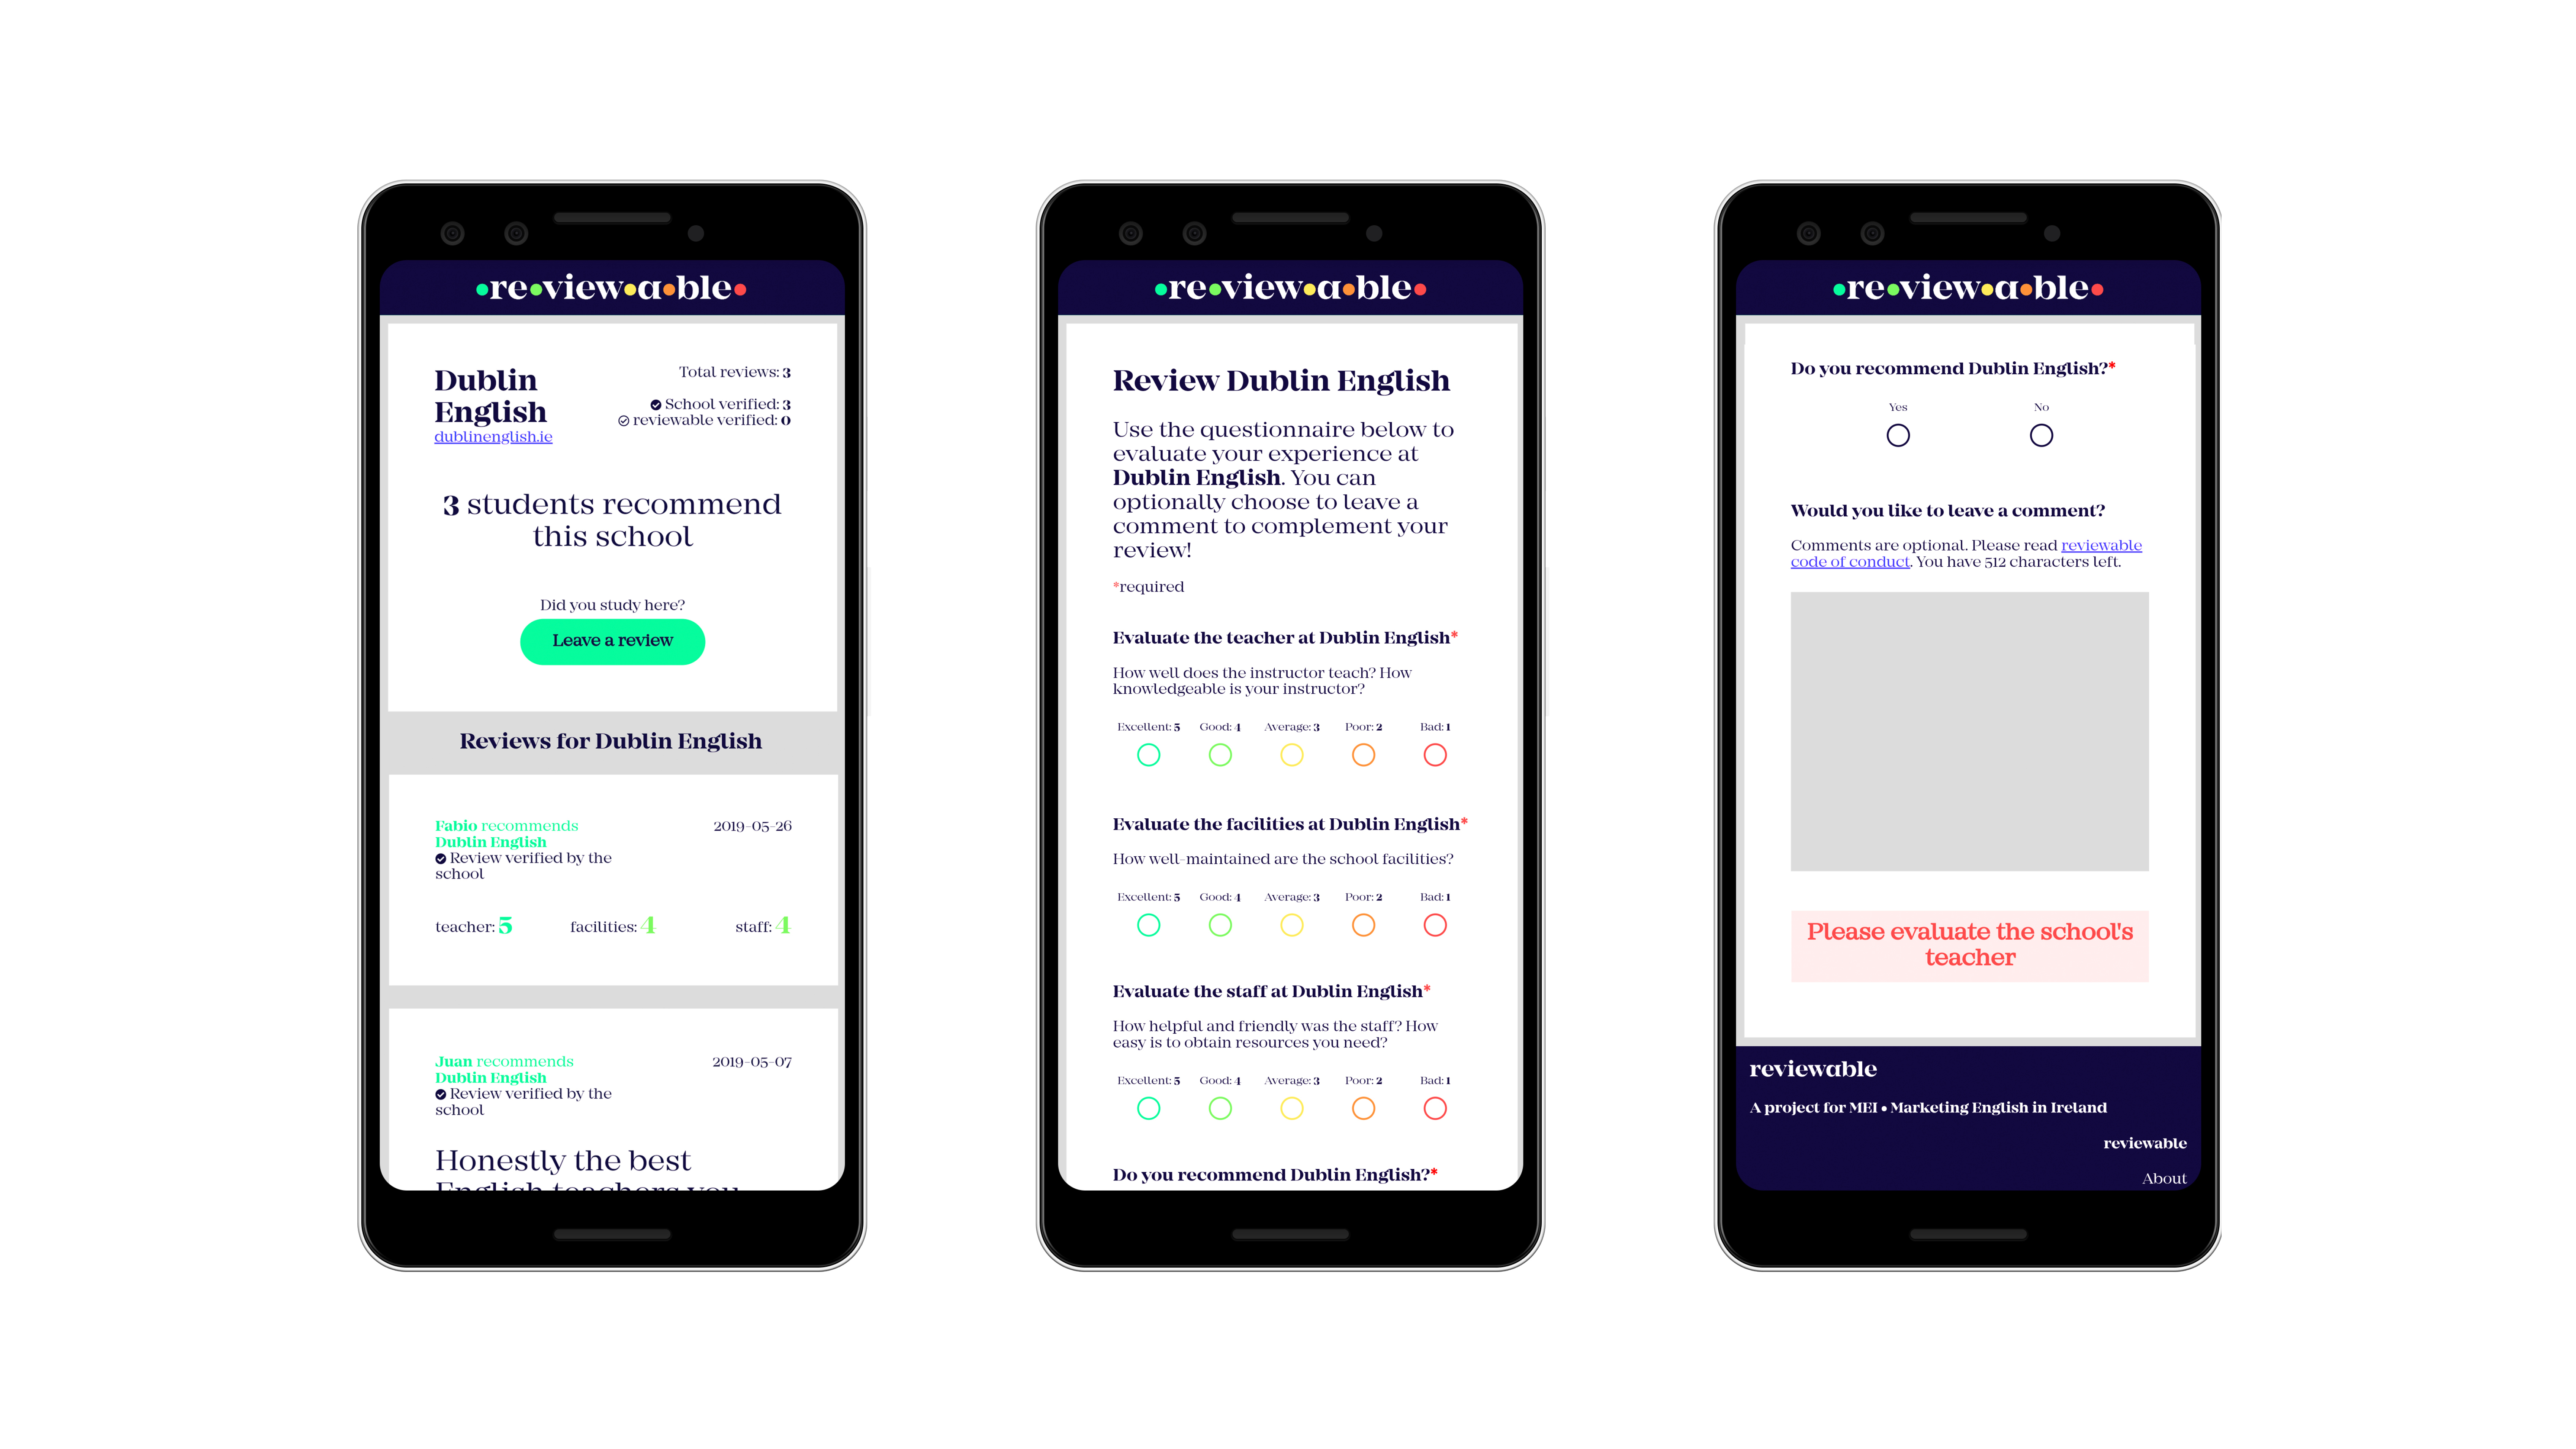 •re•view•a•ble•
Dublin
English
dublinenglish.ie
Total reviews: 3
School verified: 3
reviewable verified: 0
3 students recommend
this school
Did you study here?
Leave a review
Reviews for Dublin English
Fabio recommends
Dublin English
Review verified by the
school
2019-05-26
teacher: 5 facilities: 4 staff: 4
Juan recommends
Dublin English
Review verified by the
school
2019-05-07
Honestly the best
English teachers you
•re•view•a•ble•
Review Dublin English
Use the questionnaire below to
evaluate your experience at
Dublin English. You can
optionally choose to leave a
comment to complement your
review!
*required
Evaluate the teacher at Dublin English*
How well does the instructor teach? How
knowledgeable is your instructor?
Excellent: 5 Good: 4 Average: 3 Poor: 2 Bad: 1
Evaluate the facilities at Dublin English*
How well-maintained are the school facilities?
Excellent: 5 Good: 4 Average: 3 Poor: 2 Bad: 1
Evaluate the staff at Dublin English*
How helpful and friendly was the staff? How
easy is to obtain resources you need?
Excellent: 5 Good: 4 Average: 3 Poor: 2 Bad: 1
Do you recommend Dublin English?*
•re•view•a•ble•
Do you recommend Dublin English?*
Yes No
Would you like to leave a comment?
Comments are optional. Please read reviewable
code of conduct. You have 512 characters left.
Please evaluate the school's
teacher
reviewable
A project for MEI • Marketing English in Ireland
reviewable
About